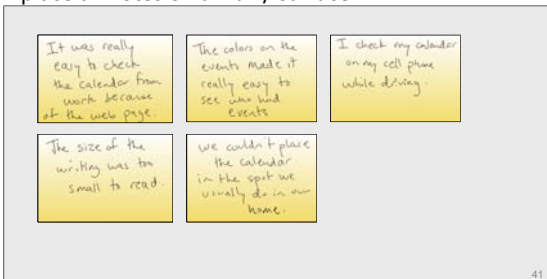 It was really
easy to check
the calendar from
work because
of the web page.
The colors on the
events made it
really easy to
see who had
events
I check my calendar
on my cell phone
while driving.
The size of the
writing was too
small to read.
we couldn't place
the calendar
in the spot we
usually do in our
home.
41